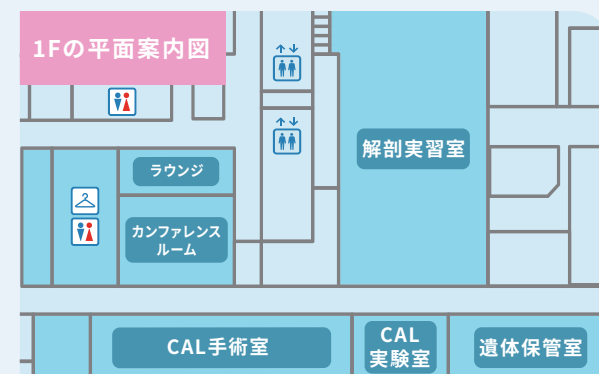 1Fの平面案内図
解剖実習室
ラウンジ
カンファレンス
ルーム
CAL手術室
CAL
実験室
遺体保管室